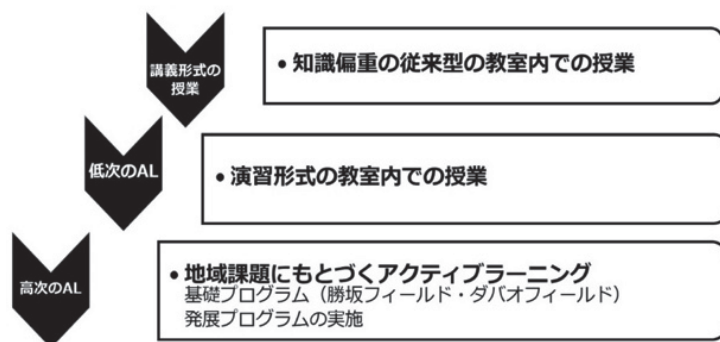 講義形式の
授業
• 知識偏重の従来型の教室内での授業
低次のAL
• 演習形式の教室内での授業
高次のAL
• 地域課題にもとづくアクティブラーニング
基礎プログラム（勝坂フィールド・ダバオフィールド）
発展プログラムの実施